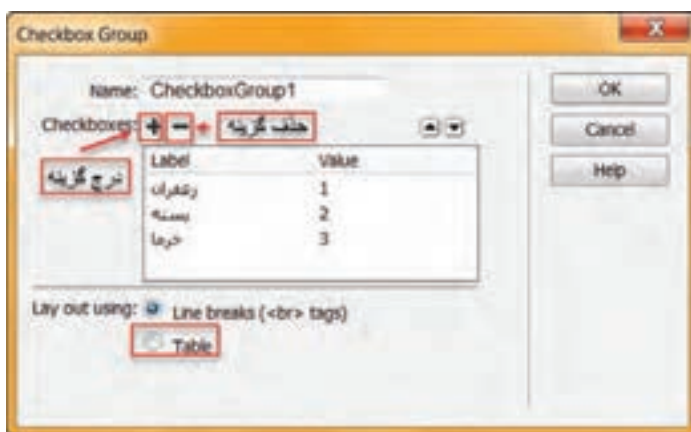 Checkbox Group
Name: CheckboxGroup1
OK
Checkboxes: + − حذف گزینه
Cancel
درج گزینه
Help
Label Value
زعفران 1
پسته 2
خرما 3
Lay out using: Line breaks (<br> tags)
Table